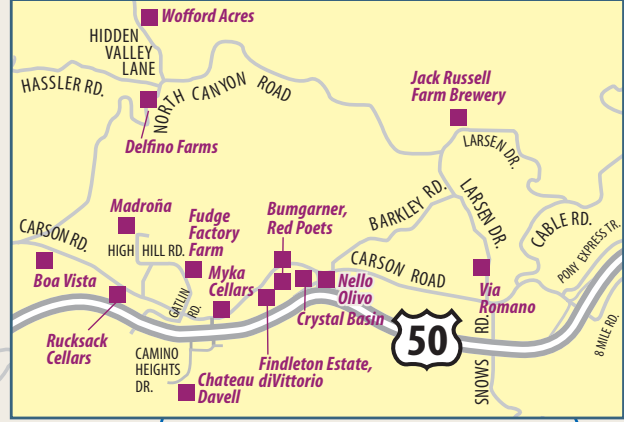 Wofford Acres
HIDDEN
VALLEY
LANE
HASSLER RD.
NORTH CANYON ROAD
Delfino Farms
Jack Russell
Farm Brewery
LARSEN DR.
Madroña
HIGH HILL RD.
Fudge
Factory
Farm
Bumgarner,
Red Poets
BARKLEY RD.
LARSEN DR.
CABLE RD.
PONY EXPRESS TR.
CARSON RD.
Boa Vista
Myka
Cellars
GATLIN
RD.
CARSON ROAD
Nello
Olivo
Crystal Basin
Via
Romano
Rucksack
Cellars
CAMINO
HEIGHTS
DR.
Chateau
Davell
Findleton Estate,
diVittorio
50
SNOWS RD.
8 MILE RD.